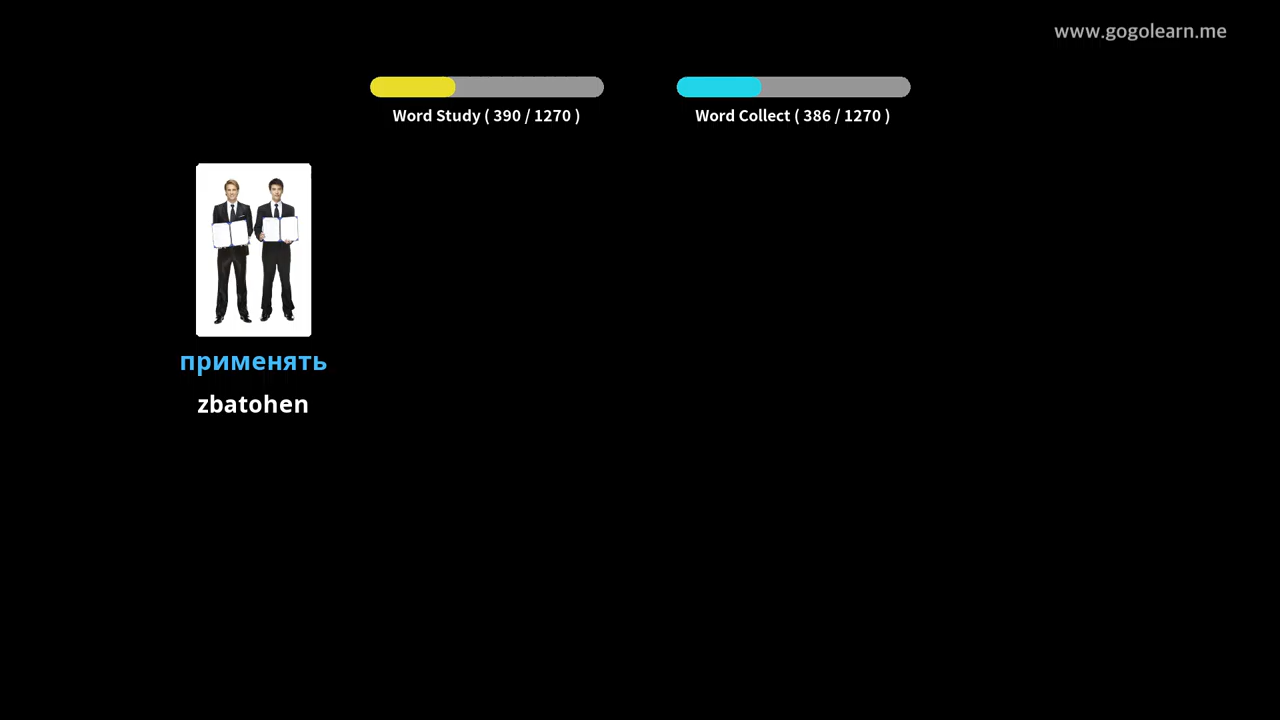 www.gogolearn.me
Word Study ( 390 / 1270 )
Word Collect ( 386 / 1270 )
применять
zbatohen